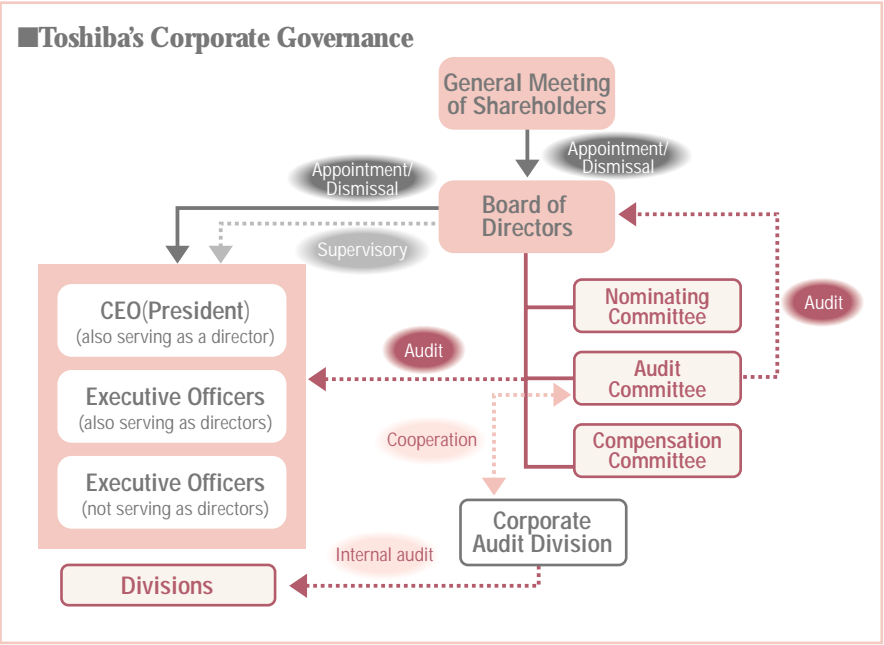 ■Toshiba's Corporate Governance
General Meeting
of Shareholders
Appointment/
Dismissal
Appointment/
Dismissal
Board of
Directors
Supervisory
CEO(President)
(also serving as a director)
Nominating
Committee
Audit
Audit
Audit
Committee
Executive Officers
(also serving as directors)
Cooperation
Compensation
Committee
Executive Officers
(not serving as directors)
Corporate
Audit Division
Internal audit
Divisions